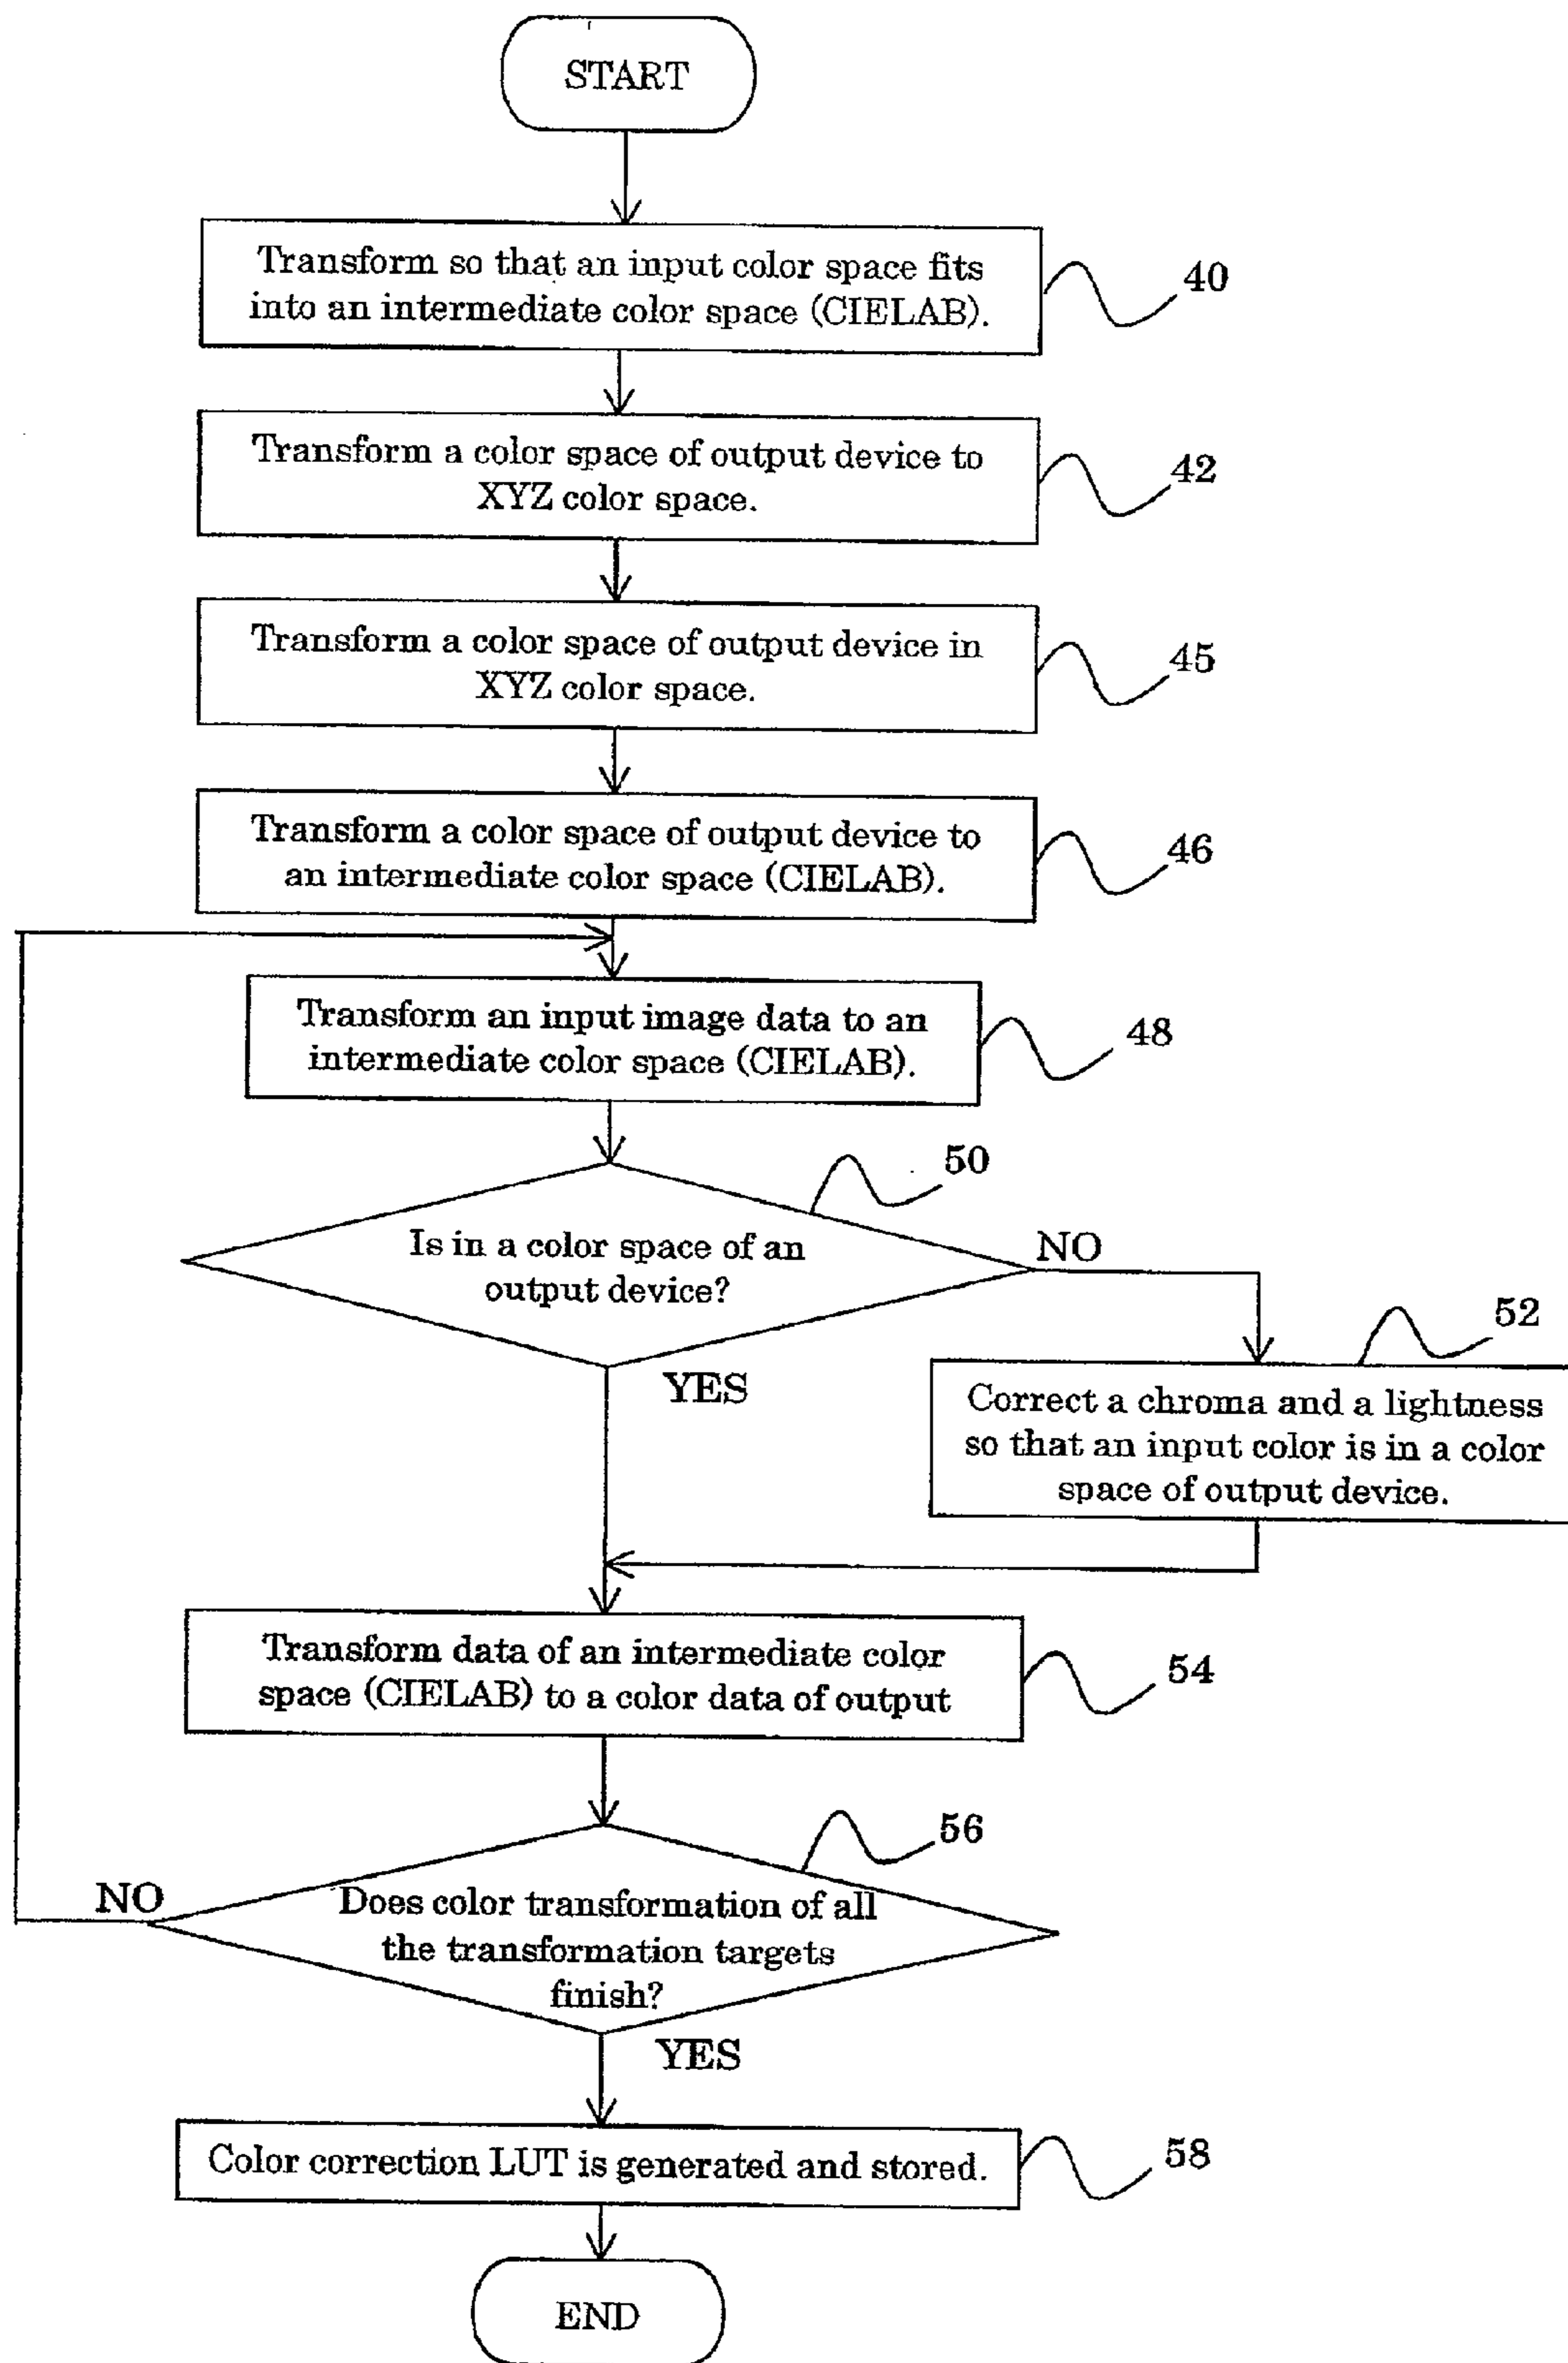 START
Transform so that an input color space fits
into an intermediate color space (CIELAB).
40
Transform a color space of output device to
XYZ color space.
42
Transform a color space of output device in
XYZ color space.
45
Transform a color space of output device to
an intermediate color space (CIELAB).
46
Transform an input image data to an
intermediate color space (CIELAB).
48
50
Is in a color space of an
output device?
NO
YES
52
Correct a chroma and a lightness
so that an input color is in a color
space of output device.
Transform data of an intermediate color
space (CIELAB) to a color data of output
54
56
NO
Does color transformation of all
the transformation targets
finish?
YES
Color correction LUT is generated and stored.
58
END